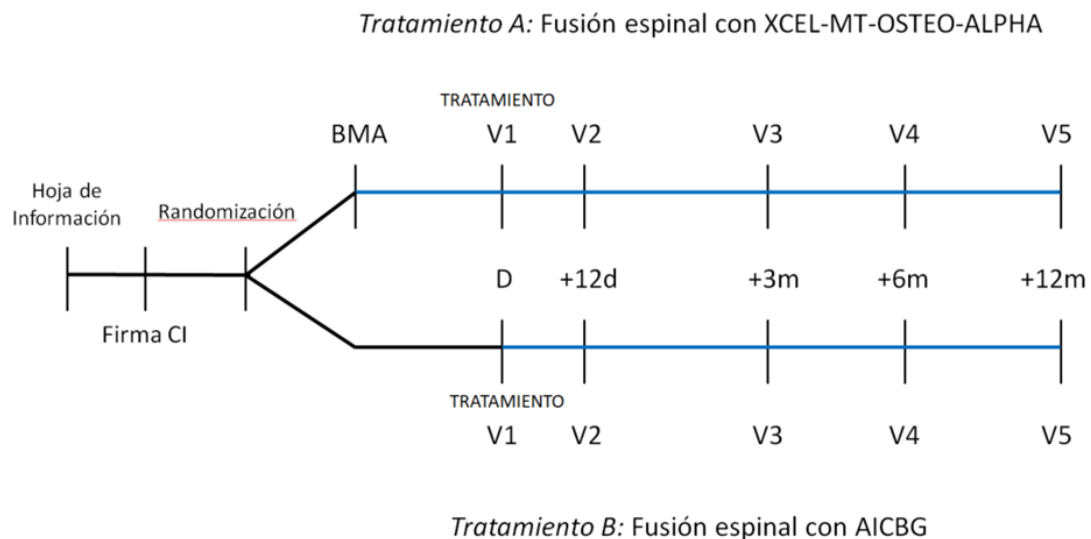 Tratamiento A: Fusión espinal con XCEL-MT-OSTEO-ALPHA
TRATAMIENTO
BMA V1 V2 V3 V4 V5
Hoja de
Información
Randomización
D +12d +3m +6m +12m
Firma CI
TRATAMIENTO
V1 V2 V3 V4 V5
Tratamiento B: Fusión espinal con AICBG